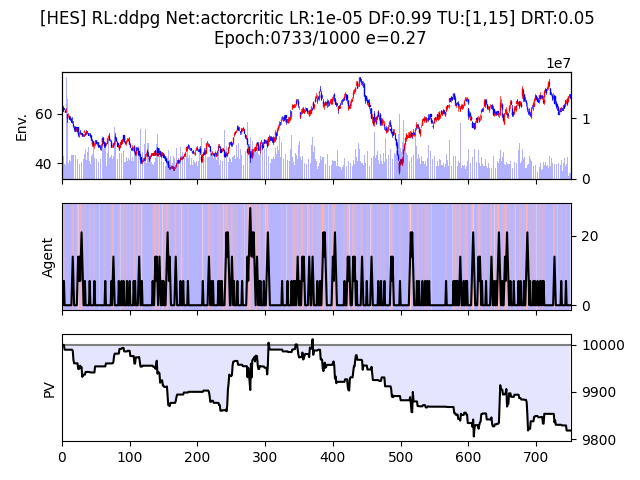 [HES] RL:ddpg Net:actorcritic LR:1e-05 DF:0.99 TU:[1,15] DRT:0.05
Epoch:0733/1000 e=0.27
1e7
Env.
60
40
1
0
Agent
20
0
PV
10000
9900
9800
0 100 200 300 400 500 600 700